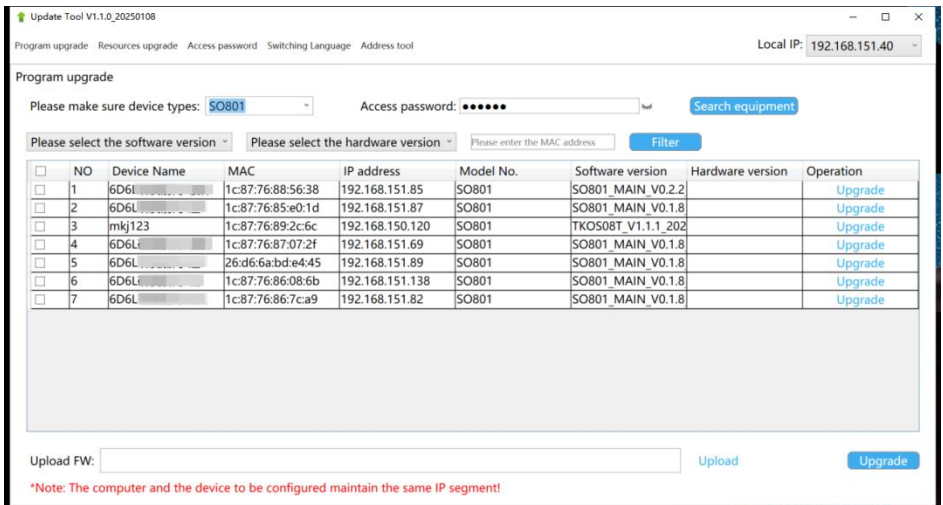 Update Tool V1.1.0_20250108
Program upgrade Resources upgrade Access password Switching Language Address tool Local IP: 192.168.151.40
Program upgrade
Please make sure device types: SO801 Access password: ●●●●●● Search equipment
Please select the software version Please select the hardware version Please enter the MAC address Filter
NO Device Name MAC IP address Model No. Software version Hardware version Operation
1 6D6L 1c:87:76:88:56:38 192.168.151.85 SO801 SO801_MAIN_V0.2.2 Upgrade
2 6D6L 1c:87:76:85:e0:1d 192.168.151.87 SO801 SO801_MAIN_V0.1.8 Upgrade
3 mkj123 1c:87:76:89:2c:6c 192.168.150.120 SO801 TKOS08T_V1.1.1_202 Upgrade
4 6D6L 1c:87:76:87:07:2f 192.168.151.69 SO801 SO801_MAIN_V0.1.8 Upgrade
5 6D6L 26:d6:6a:bd:e4:45 192.168.151.89 SO801 SO801_MAIN_V0.1.8 Upgrade
6 6D6L 1c:87:76:86:08:6b 192.168.151.138 SO801 SO801_MAIN_V0.1.8 Upgrade
7 6D6L 1c:87:76:86:7c:a9 192.168.151.82 SO801 SO801_MAIN_V0.1.8 Upgrade
Upload FW: Upload Upgrade
*Note: The computer and the device to be configured maintain the same IP segment!